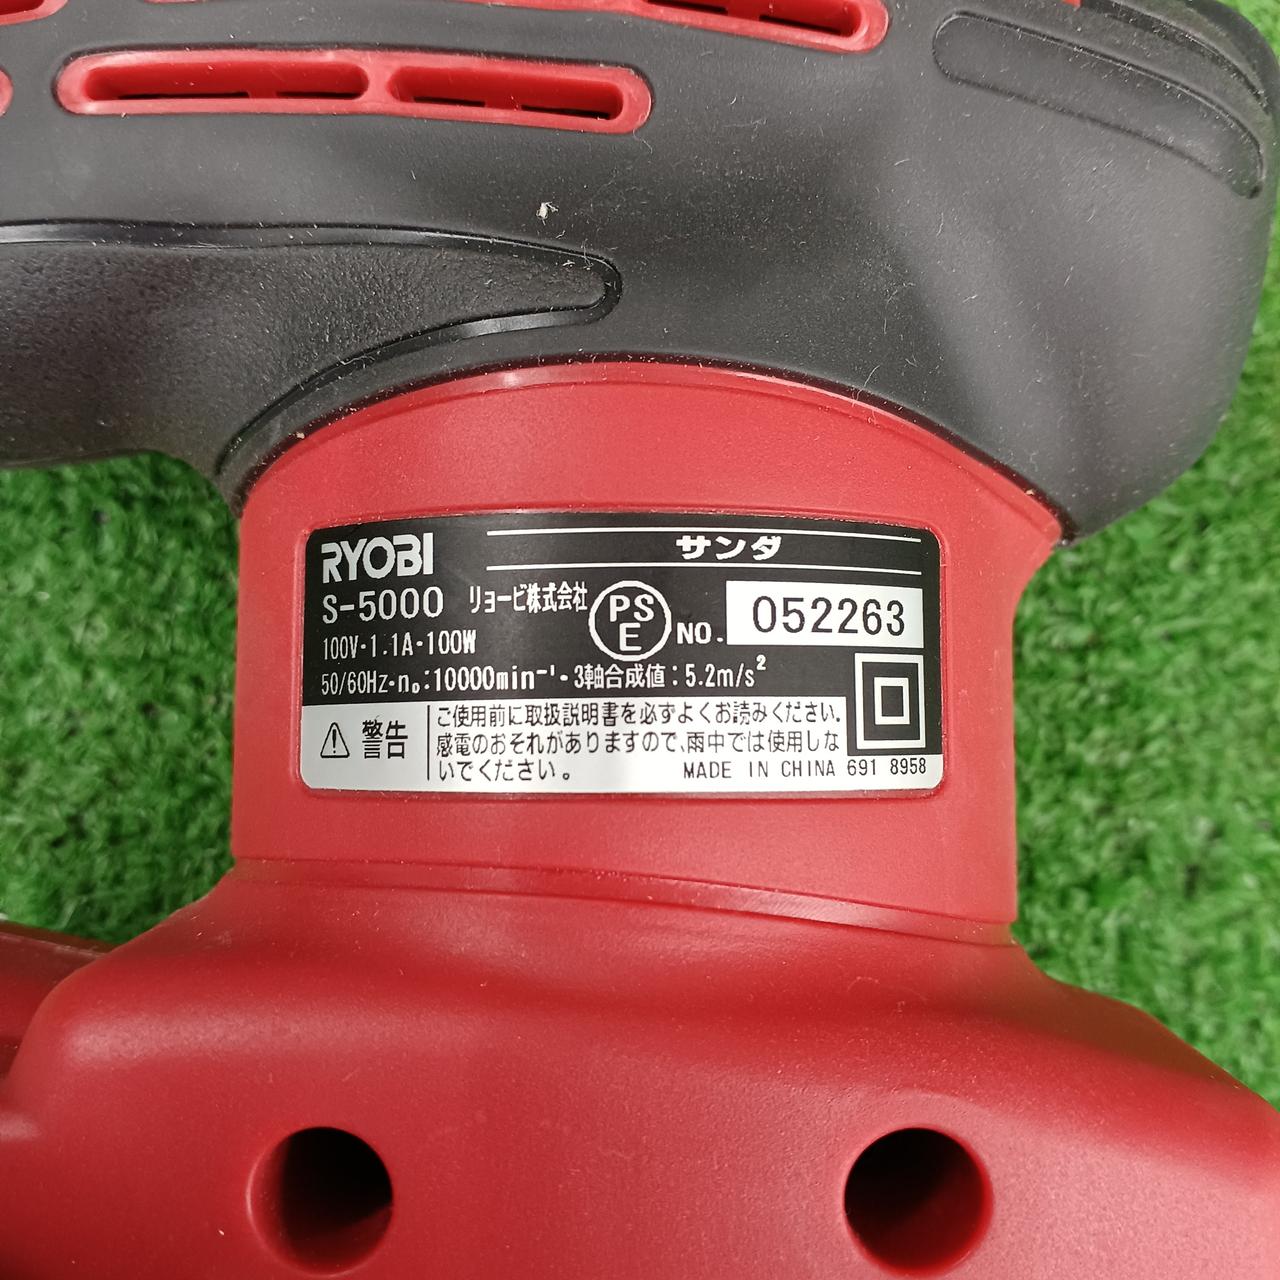 RYOBI
サンダ
S-5000 リョービ株式会社
PS
E
NO. 052263
100V・1.1A・100W
50/60Hz・n₀:10000min⁻¹・3軸合成値:5.2m/s²
⚠警告
ご使用前に取扱説明書を必ずよくお読みください.
感電のおそれがありますので、雨中では使用しな
いでください。
MADE IN CHINA 691 8958